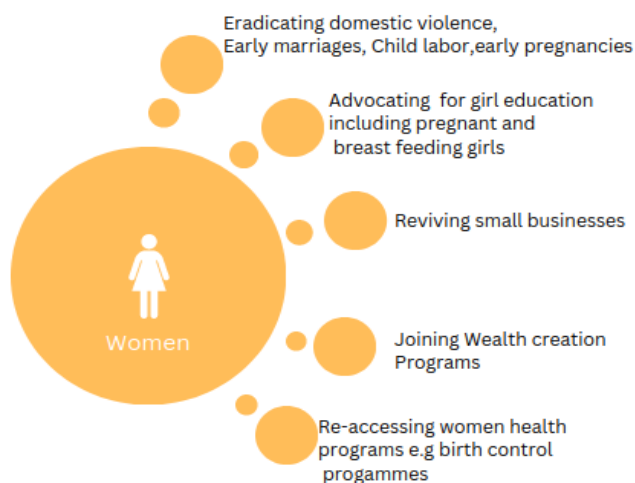 Eradicating domestic violence,
Early marriages, Child labor,early pregnancies
Advocating for girl education
including pregnant and
breast feeding girls
Reviving small businesses
Women
Joining Wealth creation
Programs
Re-accessing women health
programs e.g birth control
progammes